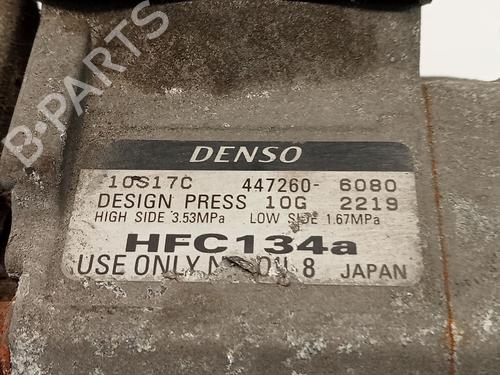 B-PARTS
DENSO
10S17C 447260- 6080
DESIGN PRESS 10G 2219
HIGH SIDE 3.53MPa LOW SIDE 1.67MPa
HFC134a
USE ONLY 8 JAPAN